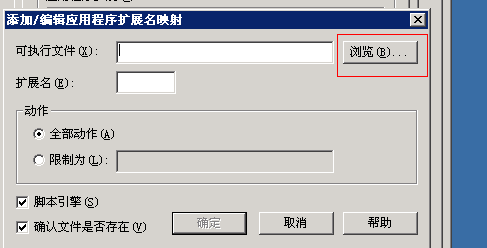 添加/编辑应用程序扩展名映射
可执行文件(X):
浏览(B)...
扩展名(E):
动作
全部动作(A)
限制为(L):
脚本引擎(S)
确认文件是否存在(V)
确定
取消
帮助